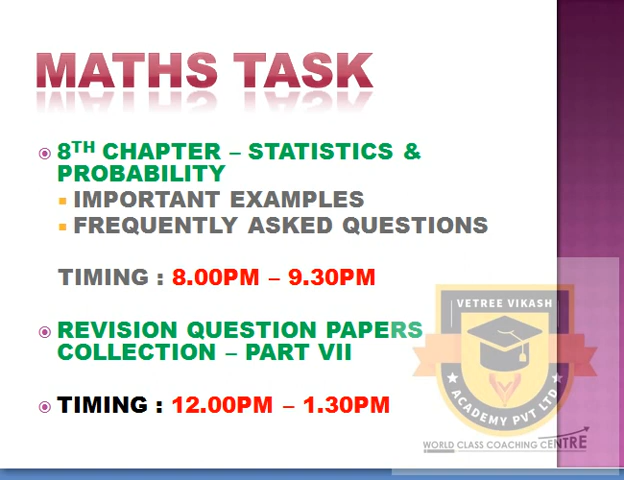 MATHS TASK
8TH CHAPTER – STATISTICS &
PROBABILITY
IMPORTANT EXAMPLES
FREQUENTLY ASKED QUESTIONS
TIMING : 8.00PM – 9.30PM
REVISION QUESTION PAPERS
COLLECTION – PART VII
TIMING : 12.00PM – 1.30PM
VETREE VIKASH
ACADEMY PVT LTD
WORLD CLASS COACHING CENTRE